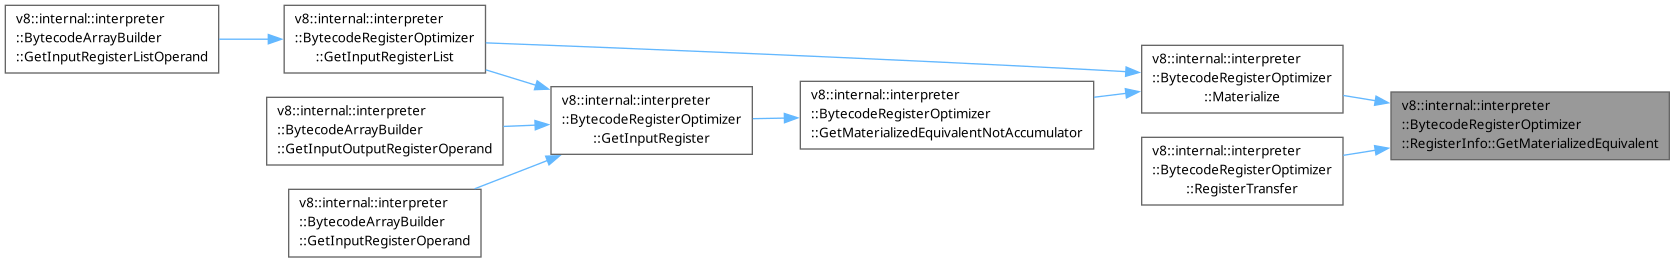 v8::internal::interpreter
::BytecodeArrayBuilder
::GetInputRegisterListOperand
v8::internal::interpreter
::BytecodeRegisterOptimizer
::GetInputRegisterList
v8::internal::interpreter
::BytecodeArrayBuilder
::GetInputOutputRegisterOperand
v8::internal::interpreter
::BytecodeArrayBuilder
::GetInputRegisterOperand
v8::internal::interpreter
::BytecodeRegisterOptimizer
::GetInputRegister
v8::internal::interpreter
::BytecodeRegisterOptimizer
::GetMaterializedEquivalentNotAccumulator
v8::internal::interpreter
::BytecodeRegisterOptimizer
::Materialize
v8::internal::interpreter
::BytecodeRegisterOptimizer
::RegisterTransfer
v8::internal::interpreter
::BytecodeRegisterOptimizer
::RegisterInfo::GetMaterializedEquivalent